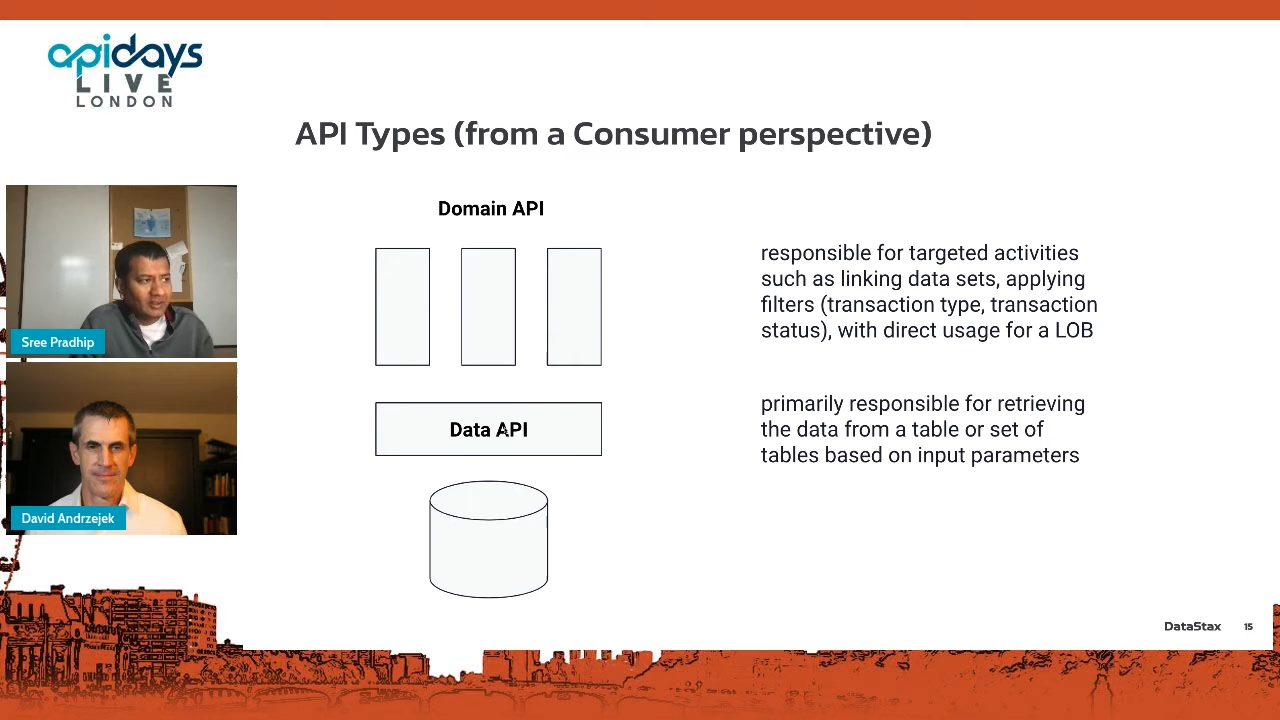 apidays
LIVE
LONDON
API Types (from a Consumer perspective)
Sree Pradhip
David Andrzejek
Domain API
responsible for targeted activities
such as linking data sets, applying
filters (transaction type, transaction
status), with direct usage for a LOB
Data API
primarily responsible for retrieving
the data from a table or set of
tables based on input parameters
DataStax 15